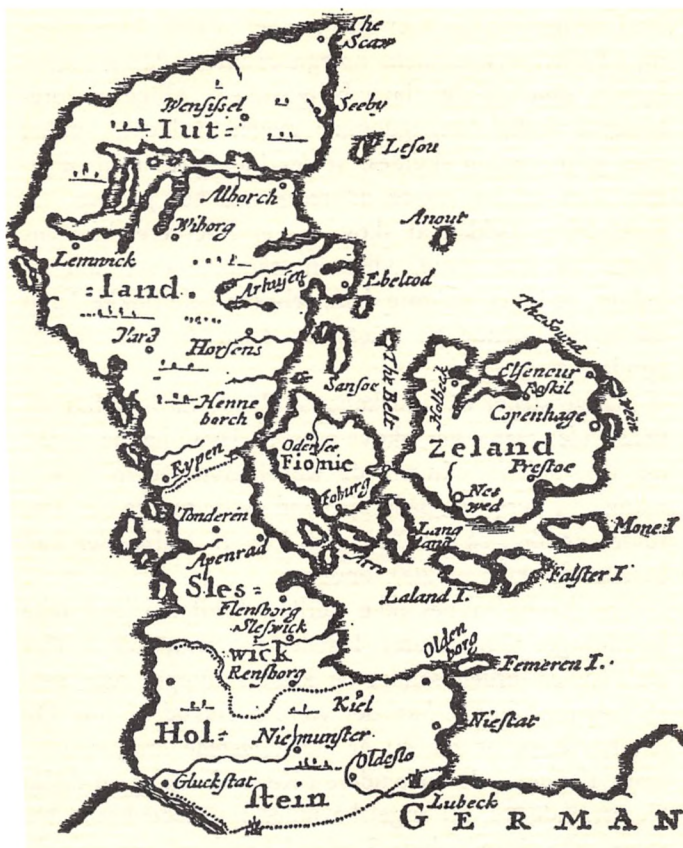 The
Scaw
Wensissel
Seeby
Iut=
Lesou
Alborch
Wiborg
Anout
Lemwick
Arhusen
Ebeltod
=land.
The Sound
Ward
Horsens
Sansoe
The Belt
Holbeck
Elseneur
Roskil
Ween
Henne
borch
Copenhage
Odensee
Fionie
Zeland
Rypen
Prestoe
Foburg
Nes
wed
Tonderen
Lang
land
Mone I
Arro
Apenrad
Falster I.
Sles=
Laland I.
Flensborg
Sleswick
wick
Olden
borg
Femeren I.
Rensborg
Kiel
Hol=
Niemunster
Niestat
Oldeslo
Gluckstat
stein
Lubeck
GERMAN